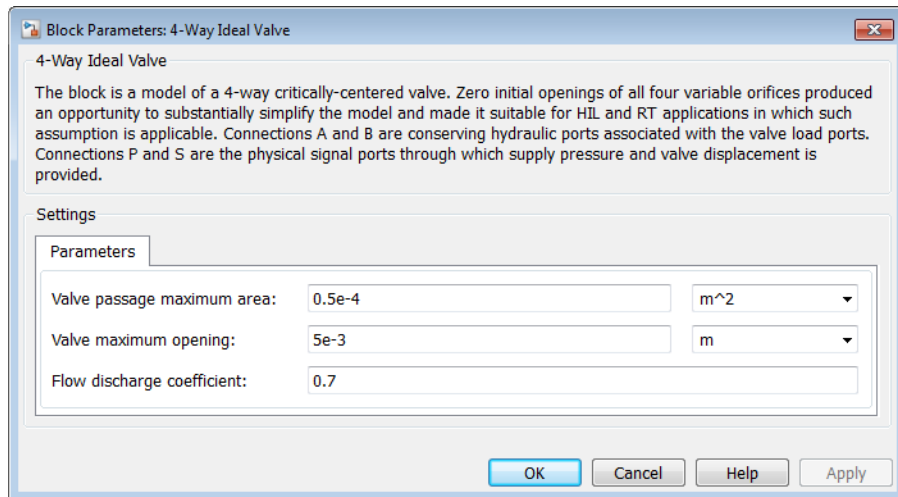 Block Parameters: 4-Way Ideal Valve
4-Way Ideal Valve
The block is a model of a 4-way critically-centered valve. Zero initial openings of all four variable orifices produced
an opportunity to substantially simplify the model and made it suitable for HIL and RT applications in which such
assumption is applicable. Connections A and B are conserving hydraulic ports associated with the valve load ports.
Connections P and S are the physical signal ports through which supply pressure and valve displacement is
provided.
Settings
Parameters
Valve passage maximum area: 0.5e-4 m^2
Valve maximum opening: 5e-3 m
Flow discharge coefficient: 0.7
OK Cancel Help Apply